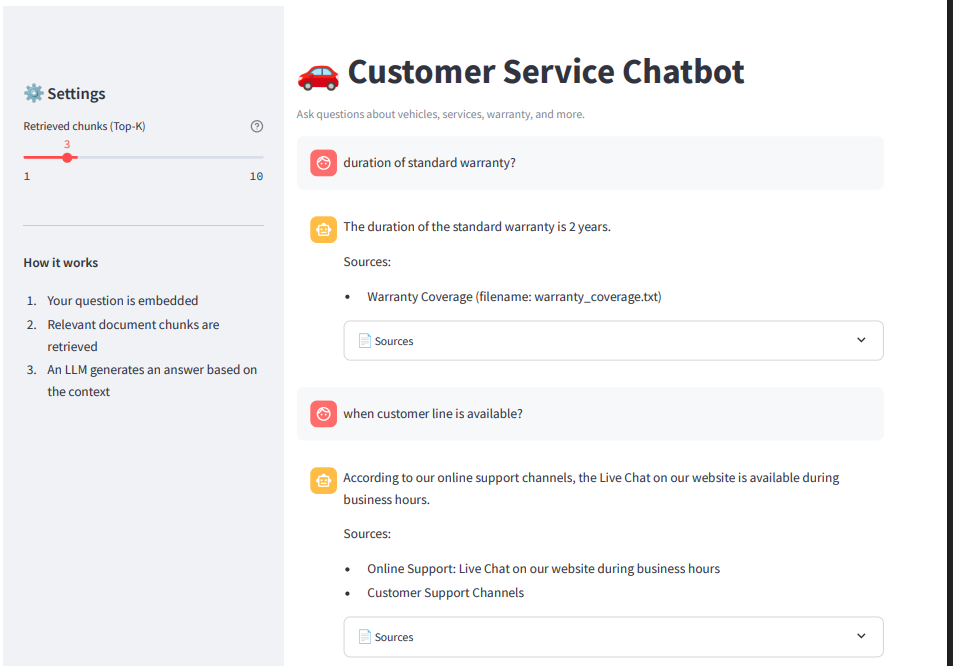 Settings
Retrieved chunks (Top-K)
3
1 10
How it works
1. Your question is embedded
2. Relevant document chunks are
retrieved
3. An LLM generates an answer based on
the context
Customer Service Chatbot
Ask questions about vehicles, services, warranty, and more.
duration of standard warranty?
The duration of the standard warranty is 2 years.
Sources:
• Warranty Coverage (filename: warranty_coverage.txt)
Sources
when customer line is available?
According to our online support channels, the Live Chat on our website is available during
business hours.
Sources:
• Online Support: Live Chat on our website during business hours
• Customer Support Channels
Sources